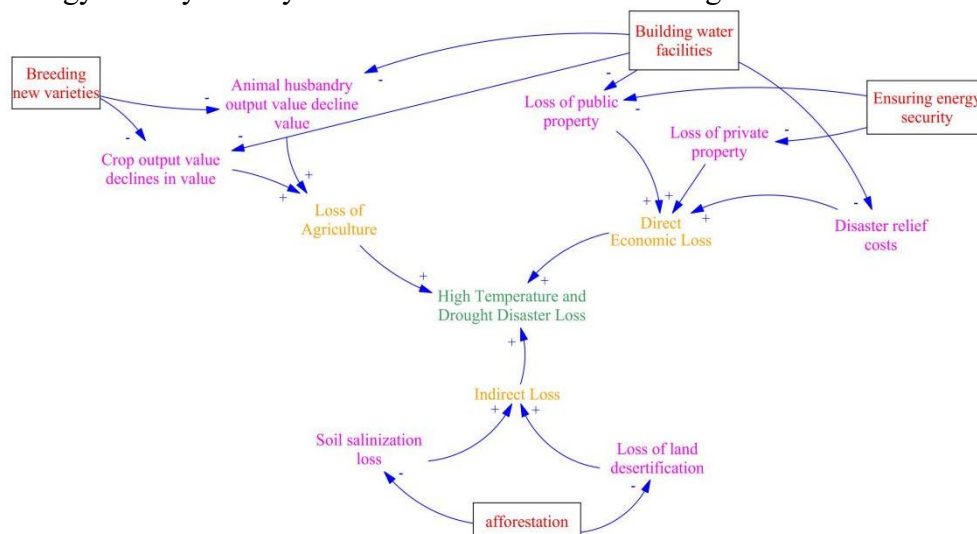 Building water
facilities
Breeding
new varieties
Animal husbandry
output value decline
value
Ensuring energy
security
Loss of public
property
Loss of private
property
Crop output value
declines in value
Loss of
Agriculture
Direct
Economic Loss
Disaster relief
costs
High Temperature and
Drought Disaster Loss
Indirect Loss
Soil salinization
loss
Loss of land
desertification
afforestation